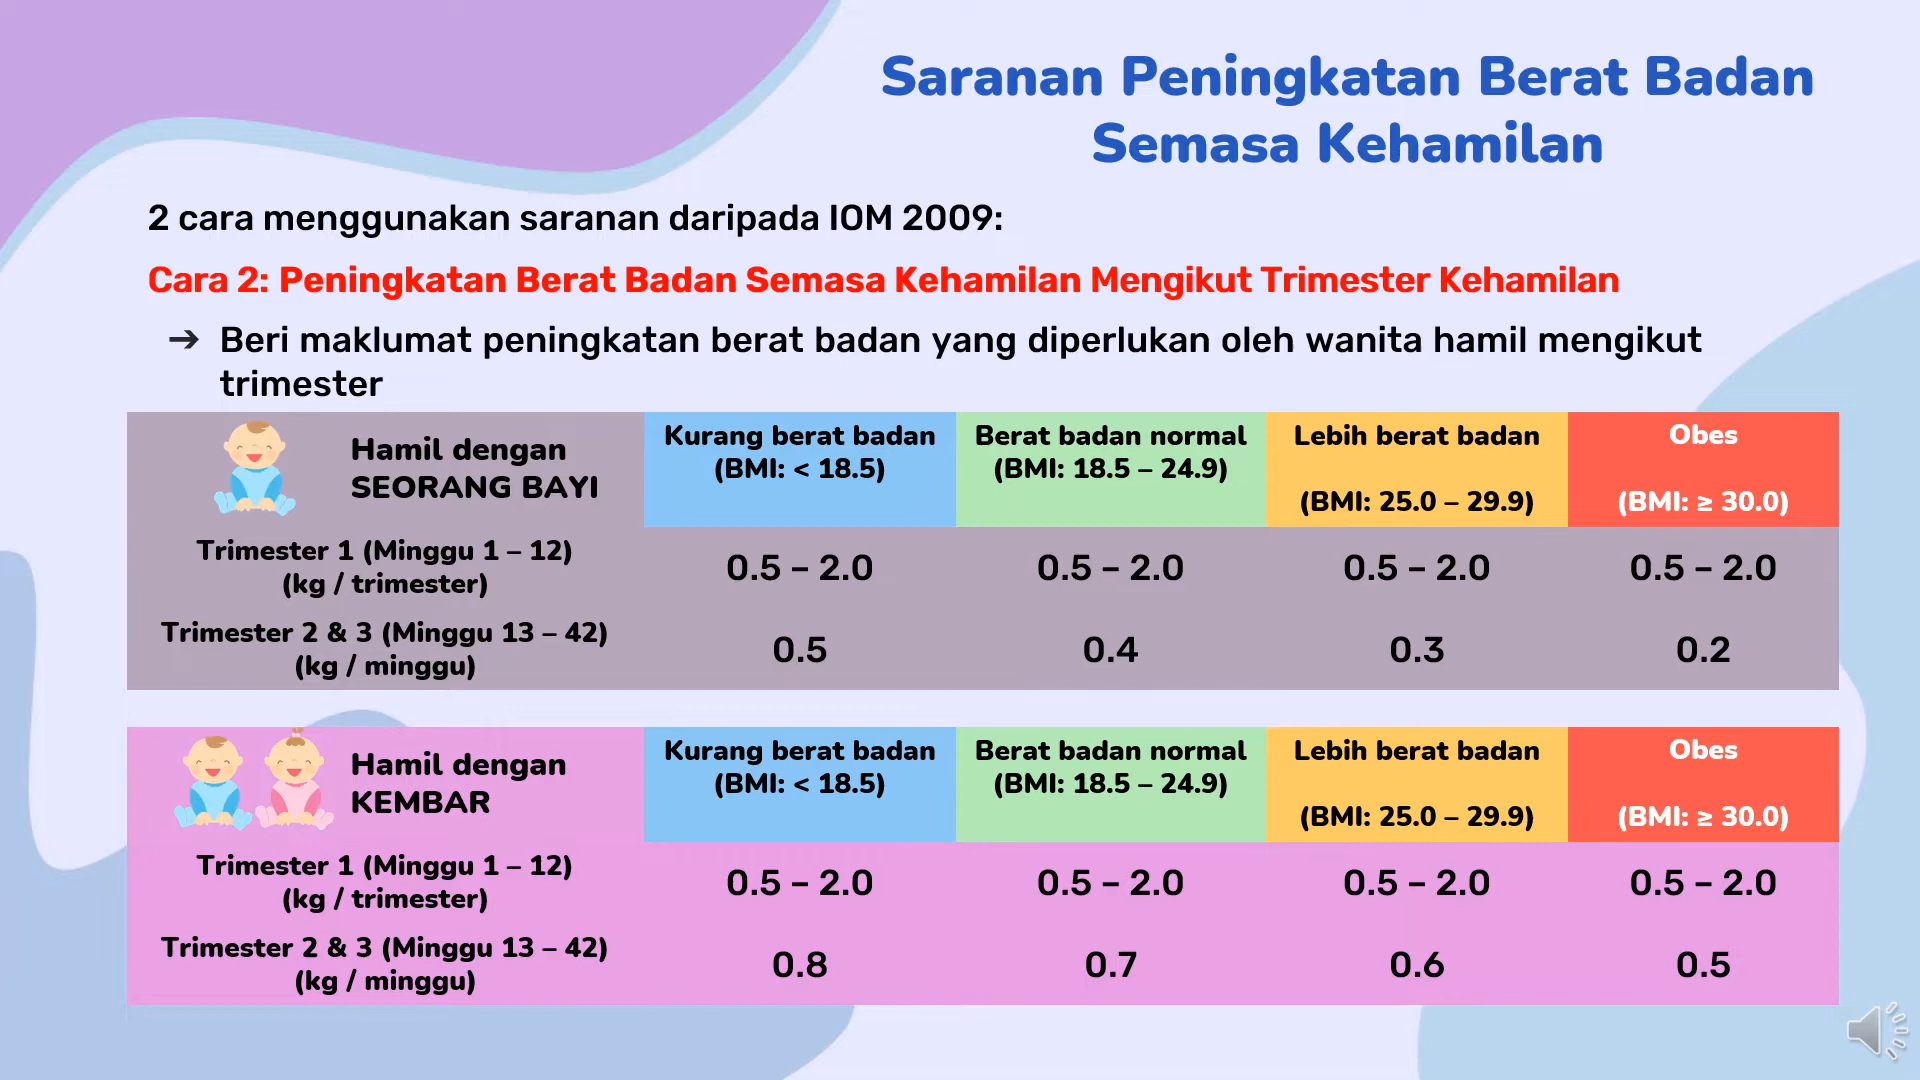 Saranan Peningkatan Berat Badan
Semasa Kehamilan
2 cara menggunakan saranan daripada IOM 2009:
Cara 2: Peningkatan Berat Badan Semasa Kehamilan Mengikut Trimester Kehamilan
➔ Beri maklumat peningkatan berat badan yang diperlukan oleh wanita hamil mengikut
trimester
Hamil dengan
SEORANG BAYI
Kurang berat badan
(BMI: < 18.5)
Berat badan normal
(BMI: 18.5 – 24.9)
Lebih berat badan
(BMI: 25.0 – 29.9)
Obes
(BMI: ≥ 30.0)
Trimester 1 (Minggu 1 – 12)
(kg / trimester)
0.5 – 2.0
0.5 – 2.0
0.5 – 2.0
0.5 – 2.0
Trimester 2 & 3 (Minggu 13 – 42)
(kg / minggu)
0.5
0.4
0.3
0.2
Hamil dengan
KEMBAR
Kurang berat badan
(BMI: < 18.5)
Berat badan normal
(BMI: 18.5 – 24.9)
Lebih berat badan
(BMI: 25.0 – 29.9)
Obes
(BMI: ≥ 30.0)
Trimester 1 (Minggu 1 – 12)
(kg / trimester)
0.5 – 2.0
0.5 – 2.0
0.5 – 2.0
0.5 – 2.0
Trimester 2 & 3 (Minggu 13 – 42)
(kg / minggu)
0.8
0.7
0.6
0.5